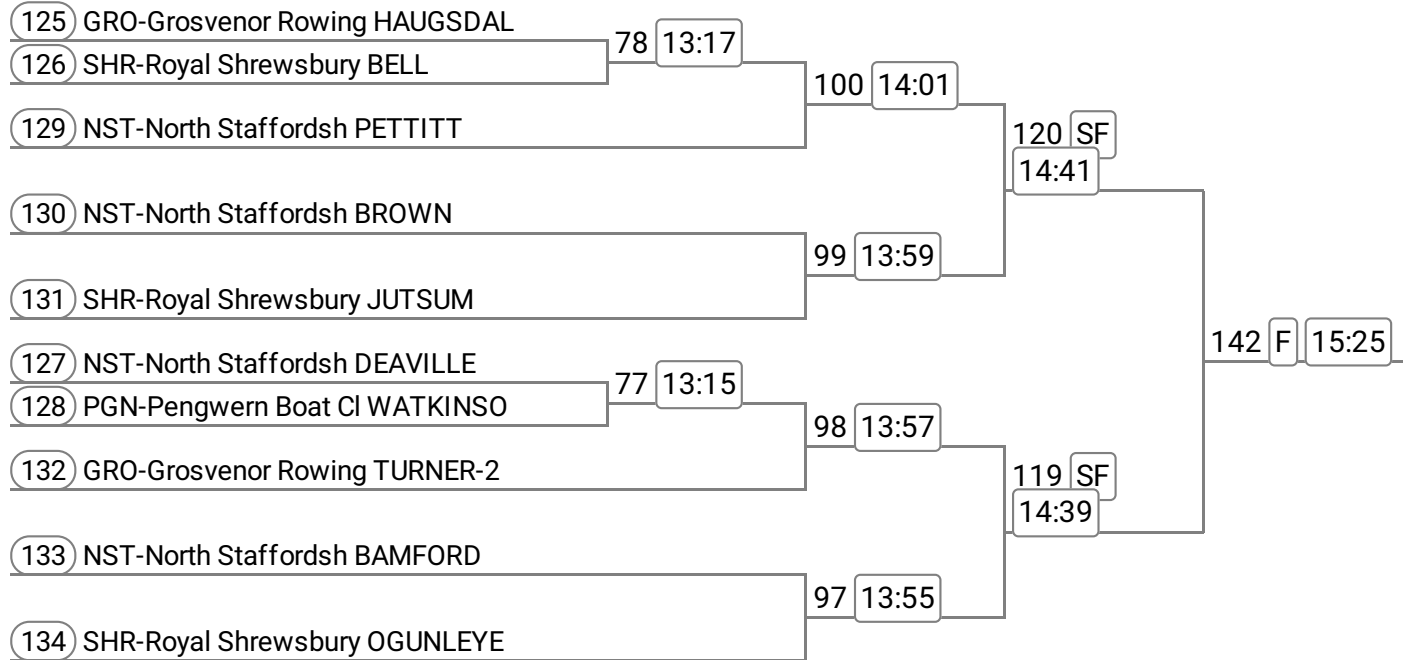 125 GRO-Grosvenor Rowing HAUGSDAL
78 13:17
126 SHR-Royal Shrewsbury BELL
100 14:01
129 NST-North Staffordsh PETTITT
120 SF
14:41
130 NST-North Staffordsh BROWN
99 13:59
131 SHR-Royal Shrewsbury JUTSUM
142 F 15:25
127 NST-North Staffordsh DEAVILLE
77 13:15
128 PGN-Pengwern Boat Cl WATKINSO
98 13:57
132 GRO-Grosvenor Rowing TURNER-2
119 SF
14:39
133 NST-North Staffordsh BAMFORD
97 13:55
134 SHR-Royal Shrewsbury OGUNLEYE